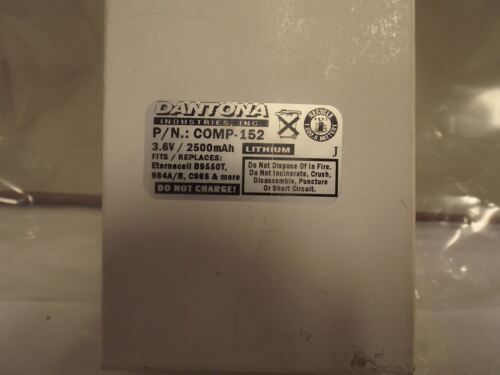 DANTONA
INDUSTRIES, INC
P/N.: COMP-152
3.6V / 2500mAh LITHIUM
FITS / REPLACES:
Eternacell B9550T,
984A/B, C985 & more
DO NOT CHARGE!
RECYCLE
Do Not Dispose Of In Fire.
Do Not Incinerate, Crush,
Disassemble, Puncture
Or Short Circuit.
J